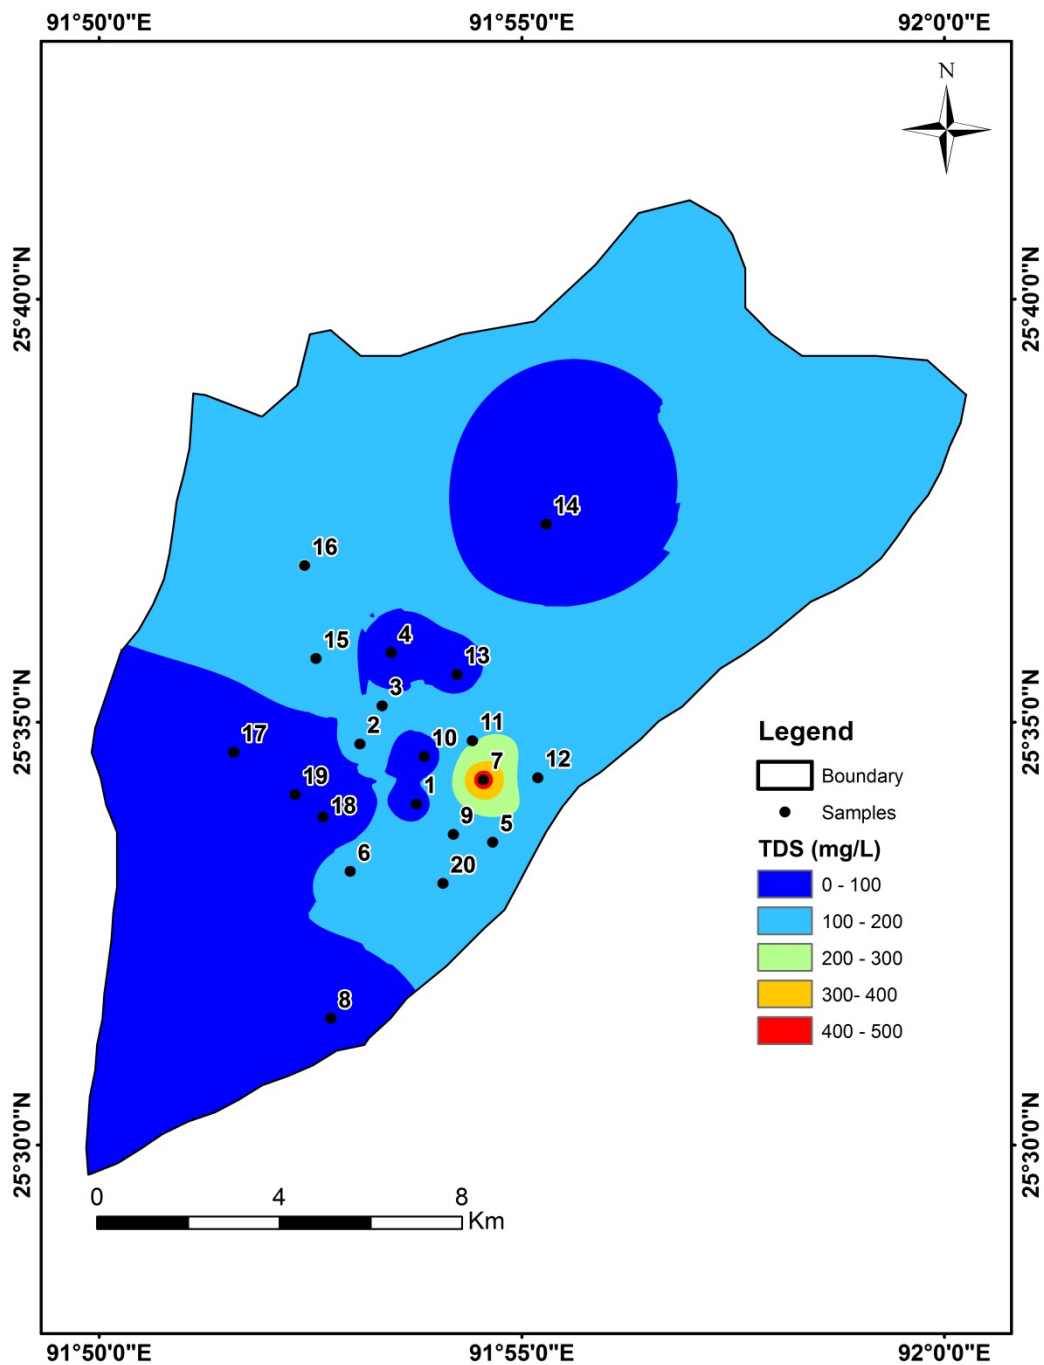 91°50'0"E 91°55'0"E 92°0'0"E
N
25°40'0"N 25°40'0"N
14
16
4
15
13
3
25°35'0"N 25°35'0"N
2
11
17
10
12
7
19
1
18
9
5
6
20
8
Legend
Boundary
Samples
TDS (mg/L)
0 - 100
100 - 200
200 - 300
300- 400
400 - 500
25°30'0"N 25°30'0"N
0 4 8
Km
91°50'0"E 91°55'0"E 92°0'0"E